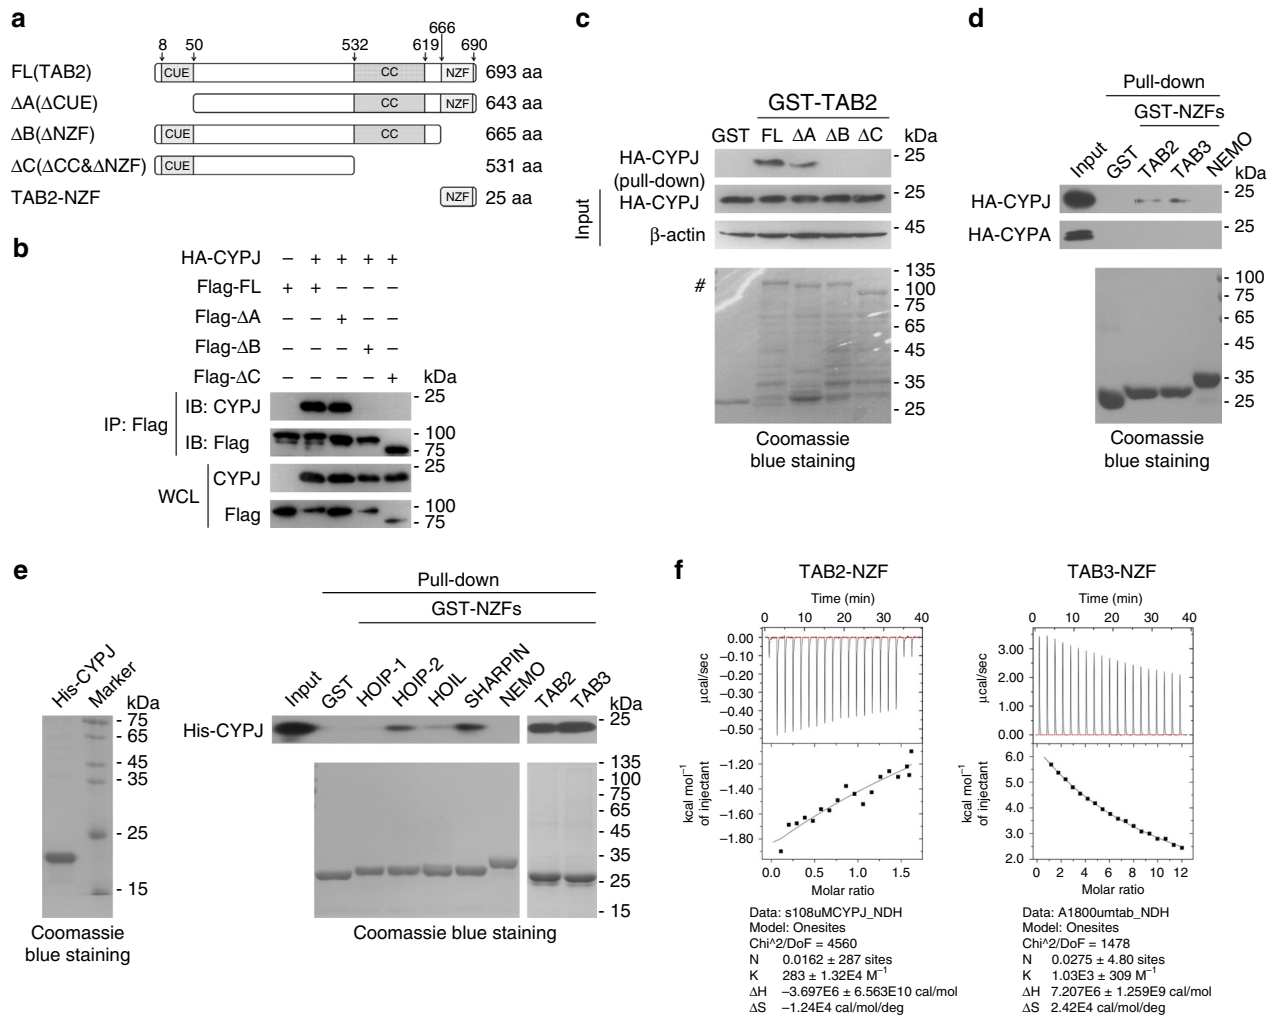 a
666
8 50 532 619 690
FL(TAB2) CUE CC NZF 693 aa
ΔA(ΔCUE) CC NZF 643 aa
ΔB(ΔNZF) CUE CC 665 aa
ΔC(ΔCC&ΔNZF) CUE 531 aa
TAB2-NZF NZF 25 aa
b
HA-CYPJ – + + + +
Flag-FL + + – – –
Flag-ΔA – – + – –
Flag-ΔB – – – + –
Flag-ΔC – – – – + kDa
- 25
IP: Flag
IB: CYPJ
IB: Flag
- 100
- 75
- 25
WCL
CYPJ
Flag
- 100
- 75
c
GST-TAB2
GST FL ΔA ΔB ΔC kDa
HA-CYPJ
(pull-down)
- 25
Input
HA-CYPJ
- 25
β-actin - 45
#
- 135
- 100
- 75
- 65
- 45
- 35
- 25
Coomassie
blue staining
d
Pull-down
GST-NZFs
Input GST TAB2 TAB3 NEMO
kDa
HA-CYPJ
- 25
HA-CYPA - 25
- 100
- 75
- 65
- 45
- 35
- 25
Coomassie
blue staining
e
His-CYPJ Marker
kDa
- 75
- 65
- 45
- 35
- 25
- 15
Coomassie
blue staining
Pull-down
GST-NZFs
Input GST HOIP-1 HOIP-2 HOIL SHARPIN NEMO TAB2 TAB3
kDa
His-CYPJ
- 25
- 135
- 100
- 75
- 65
- 45
- 35
- 25
- 15
Coomassie blue staining
f
TAB2-NZF
Time (min)
0 10 20 30 40
0.00
−0.10
−0.20
−0.30
−0.40
−0.50
μcal/sec
−1.20
−1.40
−1.60
−1.80
kcal mol−1
of injectant
0.0 0.5 1.0 1.5
Molar ratio
Data: s108uMCYPJ_NDH
Model: Onesites
Chi^2/DoF = 4560
N 0.0162 ± 287 sites
K 283 ± 1.32E4 M−1
ΔH −3.697E6 ± 6.563E10 cal/mol
ΔS −1.24E4 cal/mol/deg
TAB3-NZF
Time (min)
0 10 20 30 40
3.00
2.00
1.00
0.00
μcal/sec
6.0
5.0
4.0
3.0
2.0
kcal mol−1
of injectant
0 2 4 6 8 10 12
Molar ratio
Data: A1800umtab_NDH
Model: Onesites
Chi^2/DoF = 1478
N 0.0275 ± 4.80 sites
K 1.03E3 ± 309 M−1
ΔH 7.207E6 ± 1.259E9 cal/mol
ΔS 2.42E4 cal/mol/deg